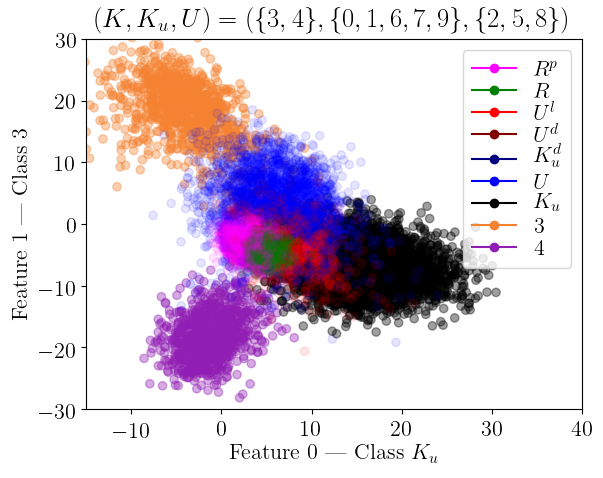 (K, K_u, U) = ({3, 4}, {0, 1, 6, 7, 9}, {2, 5, 8})
R^p
R
U^l
U^d
K_u^d
U
K_u
3
4
Feature 1 — Class 3
30
20
10
0
−10
−20
−30
−10 0 10 20 30 40
Feature 0 — Class K_u